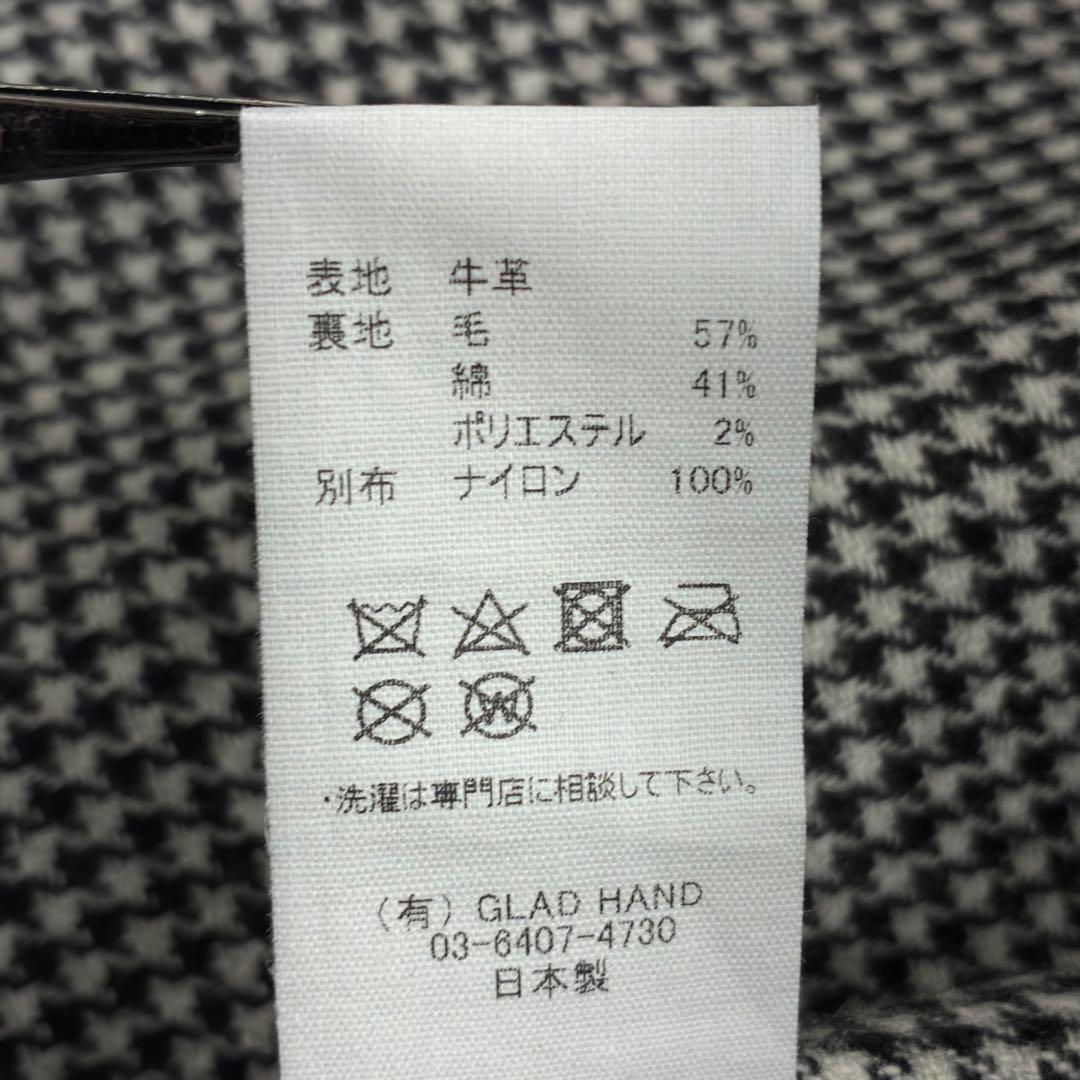 表地 牛革
裏地 毛 57%
綿 41%
ポリエステル 2%
別布 ナイロン 100%
W
・洗濯は専門店に相談して下さい。
(有) GLAD HAND
03-6407-4730
日本製